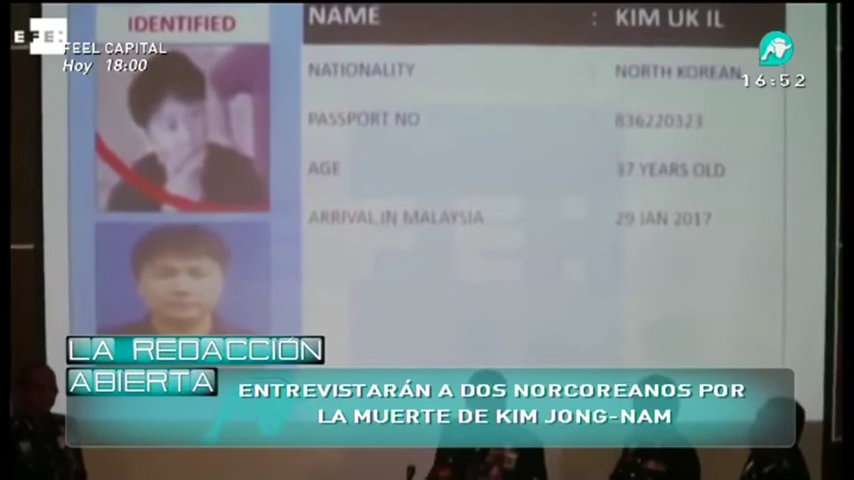 EFE:
FEEL CAPITAL
Hoy 18:00
IDENTIFIED
NAME : KIM UK IL
NATIONALITY : NORTH KOREAN
PASSPORT NO : 836220323
AGE : 37 YEARS OLD
ARRIVAL IN MALAYSIA : 29 JAN 2017
16:52
LA REDACCIÓN
ABIERTA
ENTREVISTARÁN A DOS NORCOREANOS POR
LA MUERTE DE KIM JONG-NAM